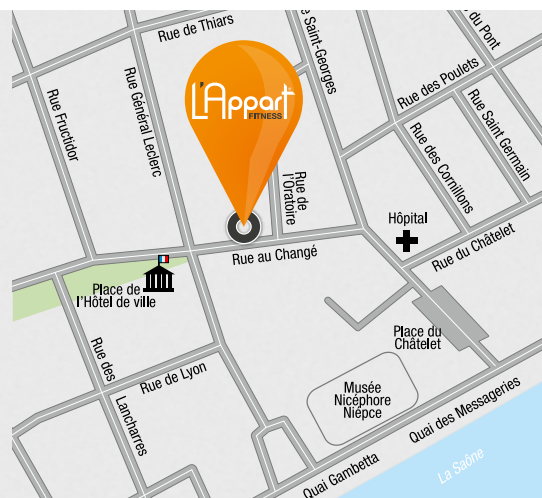 Rue de Thiars
Rue Saint-Georges
du Pont
Rue Fructidor
Rue Général Leclerc
L'Appart
FITNESS
Rue des Poulets
Rue Saint Germain
Rue des Cornillons
Rue de
l'Oratoire
Hôpital
Rue au Changé
Rue du Châtelet
Place de
l'Hôtel de ville
Place du
Châtelet
Rue des
Lancharres
Rue de Lyon
Musée
Nicéphore
Niépce
Quai des Messageries
Quai Gambetta
La Saône